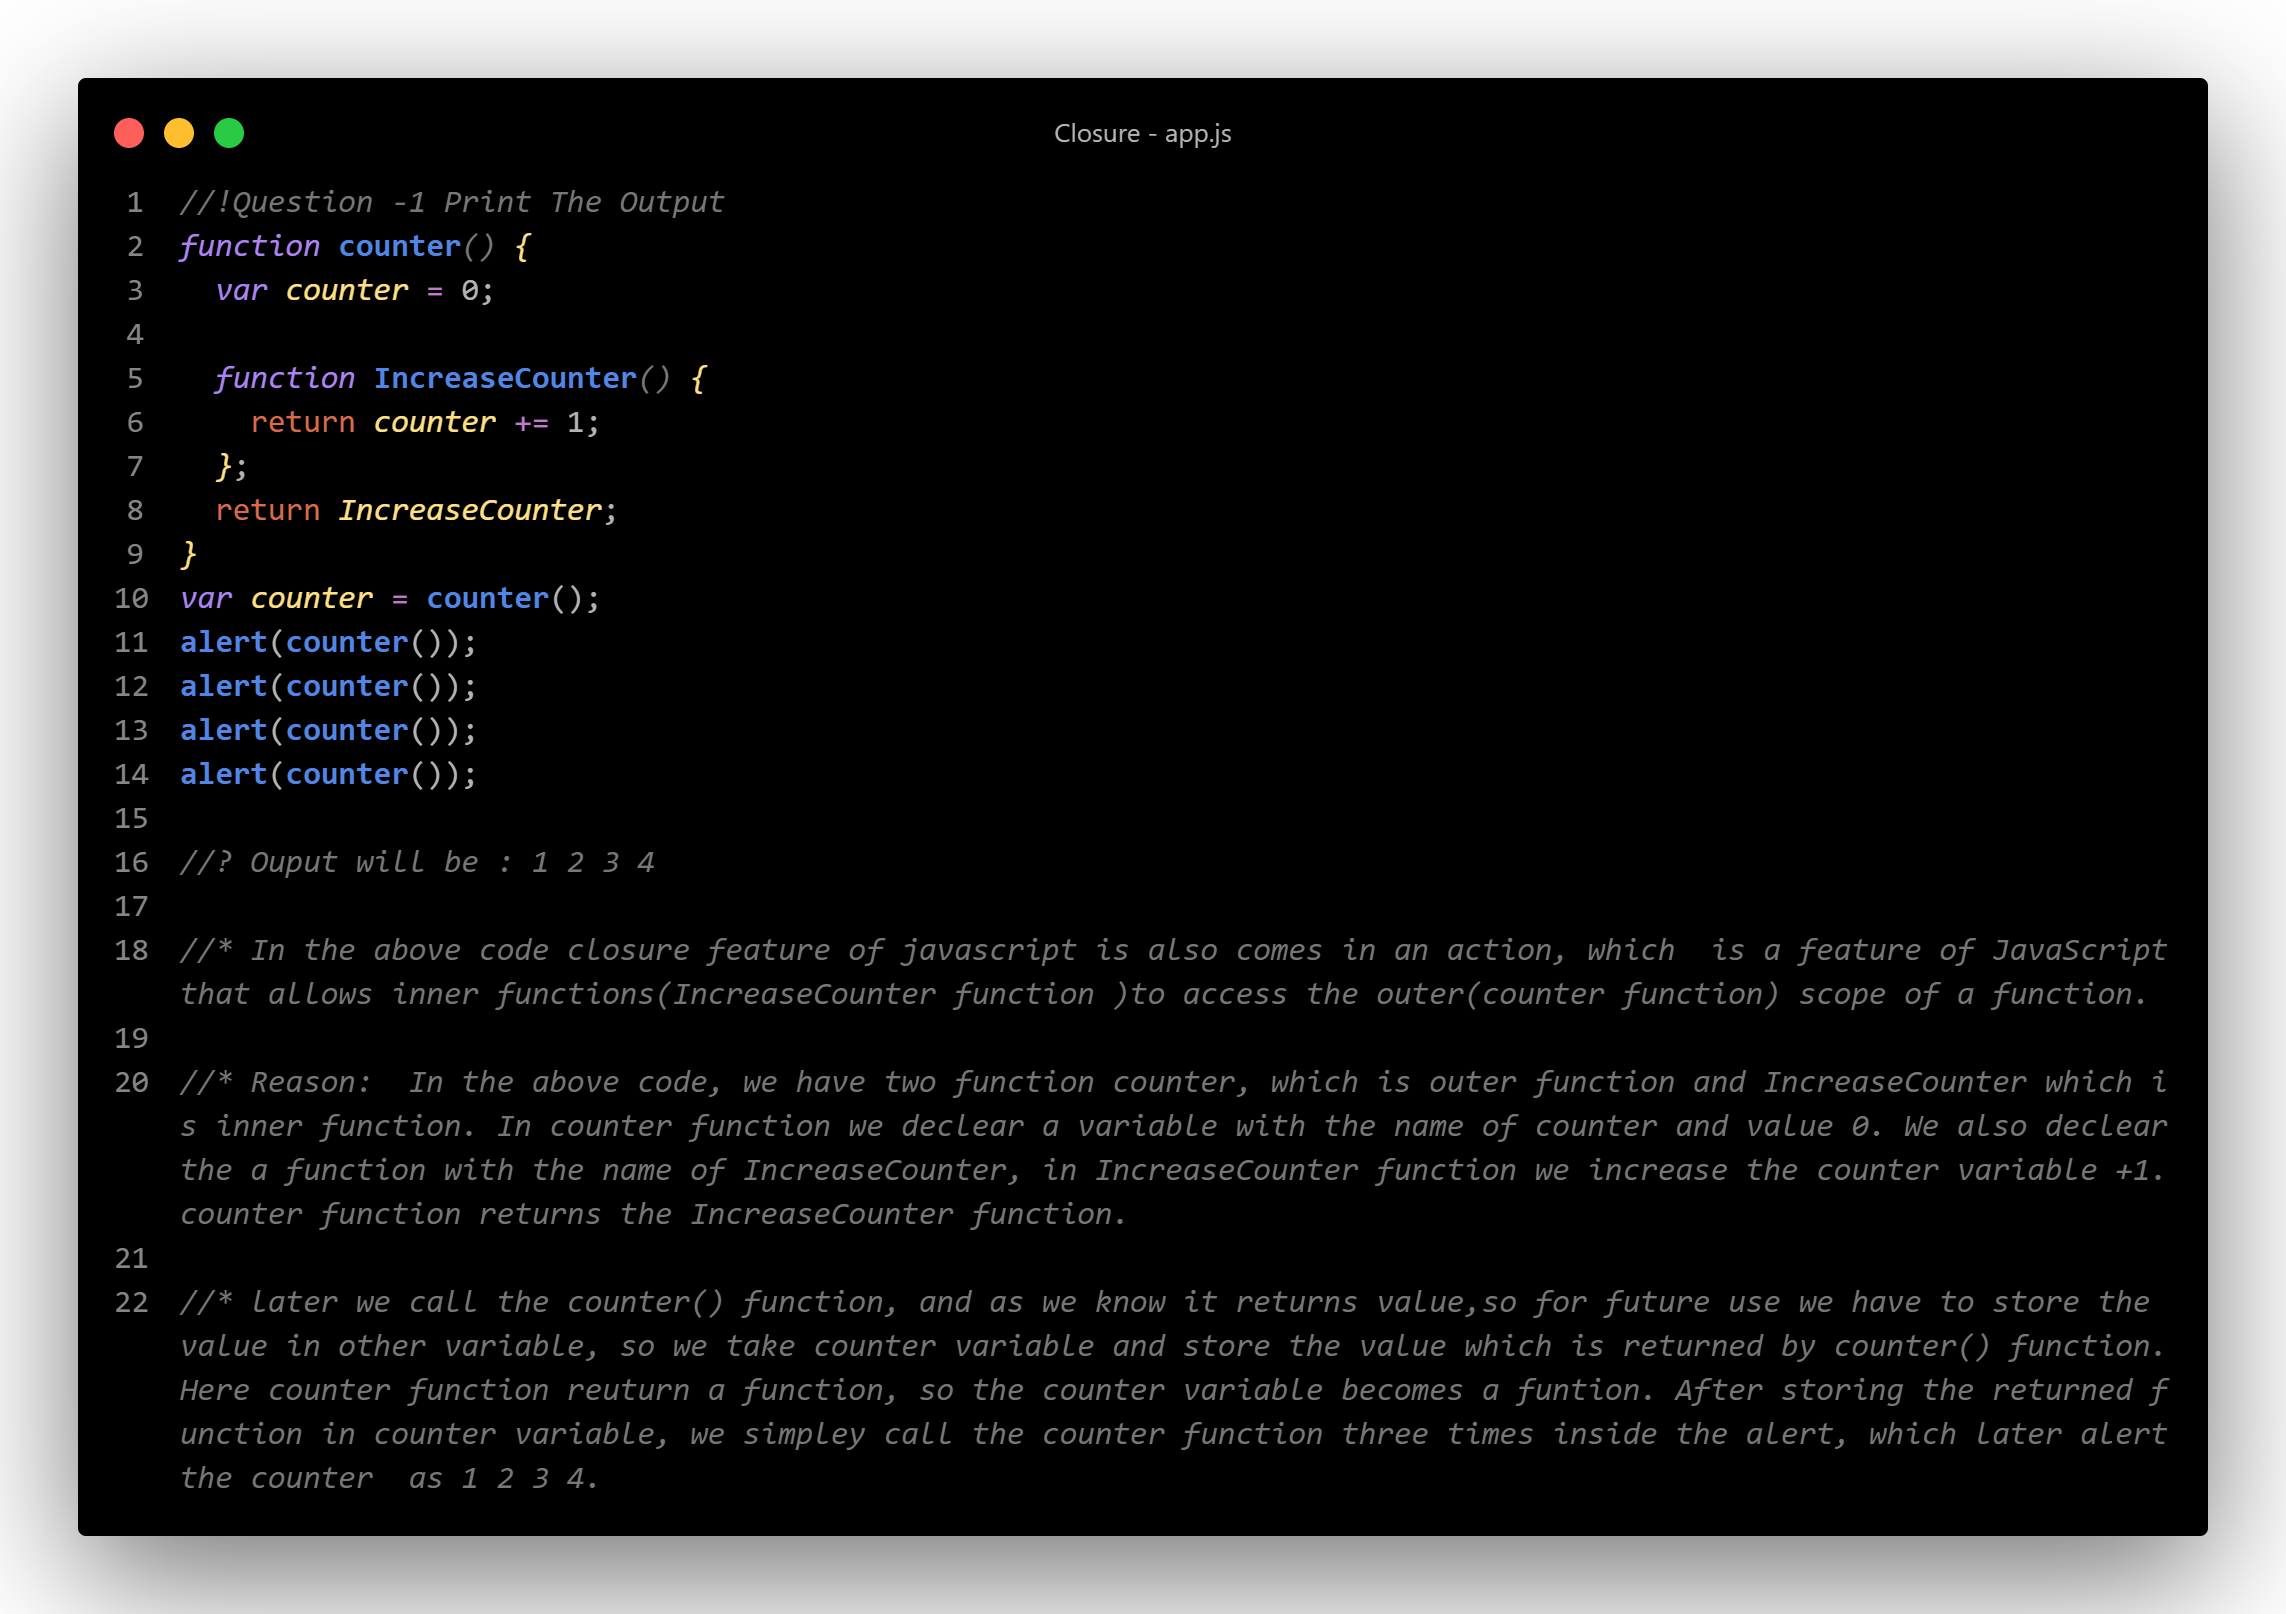 Closure - app.js
1 //!Question -1 Print The Output
2 function counter() {
3   var counter = 0;
4
5   function IncreaseCounter() {
6     return counter += 1;
7   };
8   return IncreaseCounter;
9 }
10 var counter = counter();
11 alert(counter());
12 alert(counter());
13 alert(counter());
14 alert(counter());
15
16 //? Ouput will be : 1 2 3 4
17
18 //* In the above code closure feature of javascript is also comes in an action, which  is a feature of JavaScript
that allows inner functions(IncreaseCounter function )to access the outer(counter function) scope of a function.
19
20 //* Reason:  In the above code, we have two function counter, which is outer function and IncreaseCounter which i
s inner function. In counter function we declear a variable with the name of counter and value 0. We also declear
the a function with the name of IncreaseCounter, in IncreaseCounter function we increase the counter variable +1.
counter function returns the IncreaseCounter function.
21
22 //* later we call the counter() function, and as we know it returns value,so for future use we have to store the
value in other variable, so we take counter variable and store the value which is returned by counter() function.
Here counter function reuturn a function, so the counter variable becomes a funtion. After storing the returned f
unction in counter variable, we simpley call the counter function three times inside the alert, which later alert
the counter  as 1 2 3 4.